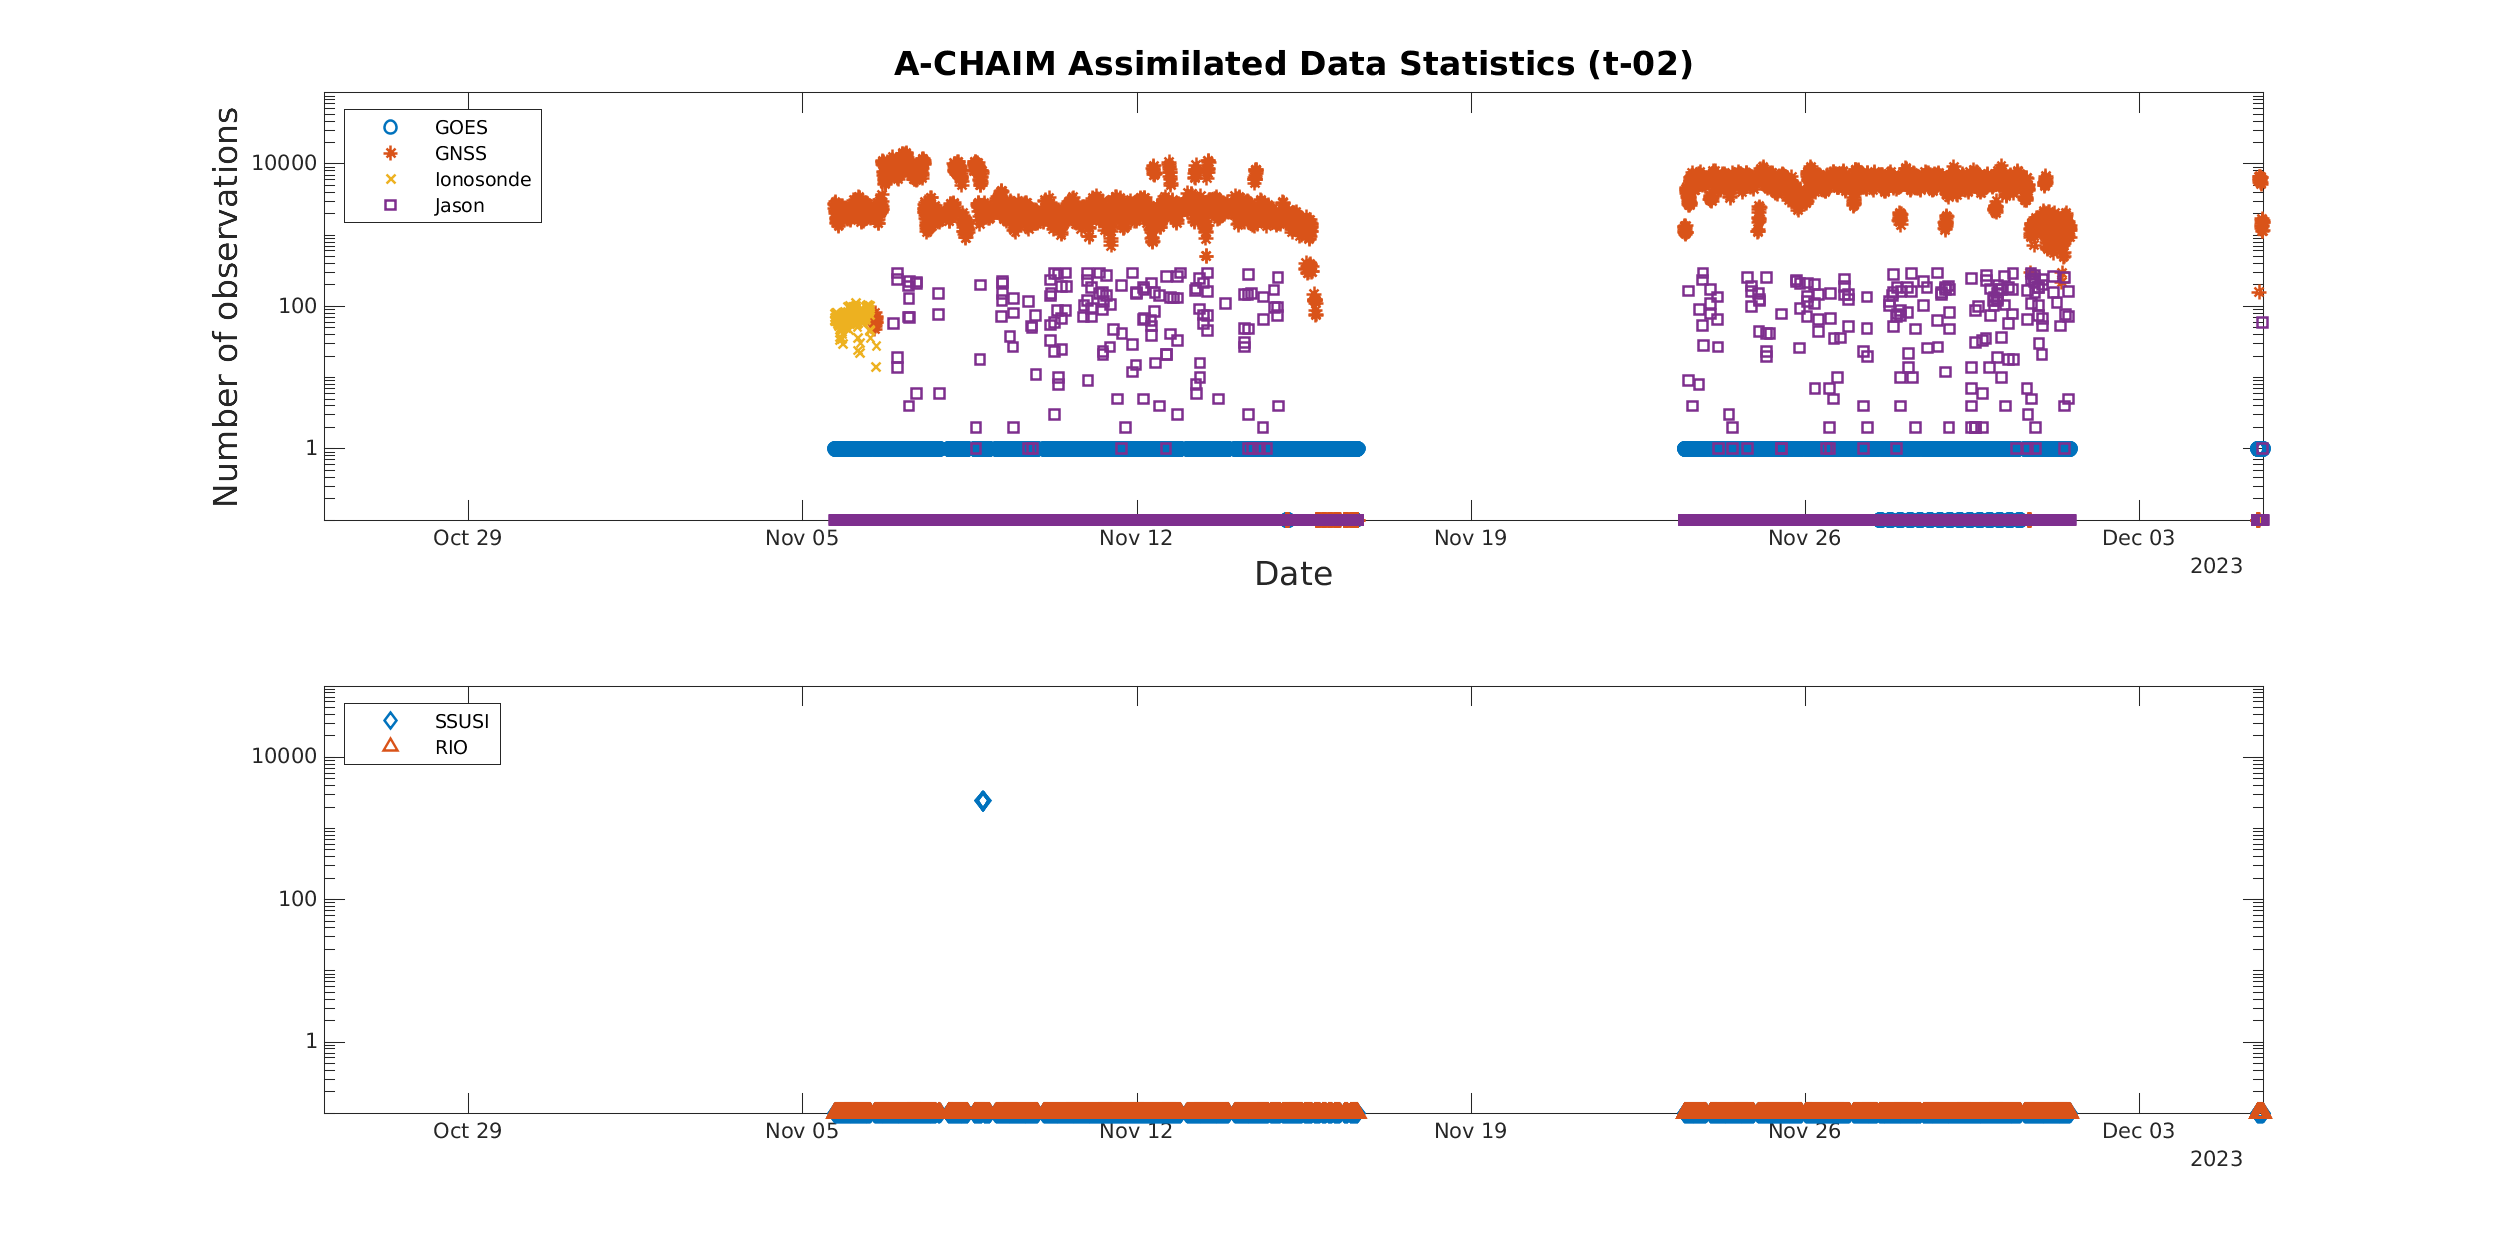 A-CHAIM Assimilated Data Statistics (t-02)
Number of observations
10000
100
1
GOES
GNSS
Ionosonde
Jason
Oct 29
Nov 05
Nov 12
Nov 19
Nov 26
Dec 03
2023
Date
10000
100
1
SSUSI
RIO
Oct 29
Nov 05
Nov 12
Nov 19
Nov 26
Dec 03
2023